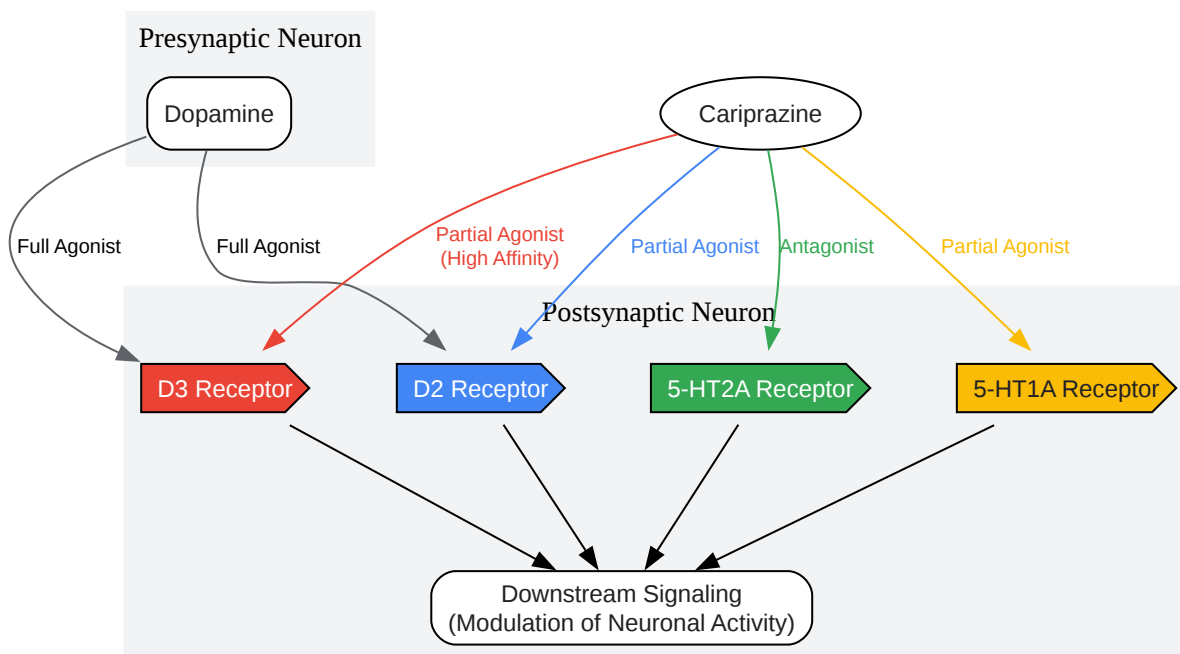 Presynaptic Neuron
Dopamine
Cariprazine
Full Agonist
Full Agonist
Partial Agonist
(High Affinity)
Partial Agonist
Antagonist
Partial Agonist
Postsynaptic Neuron
D3 Receptor
D2 Receptor
5-HT2A Receptor
5-HT1A Receptor
Downstream Signaling
(Modulation of Neuronal Activity)